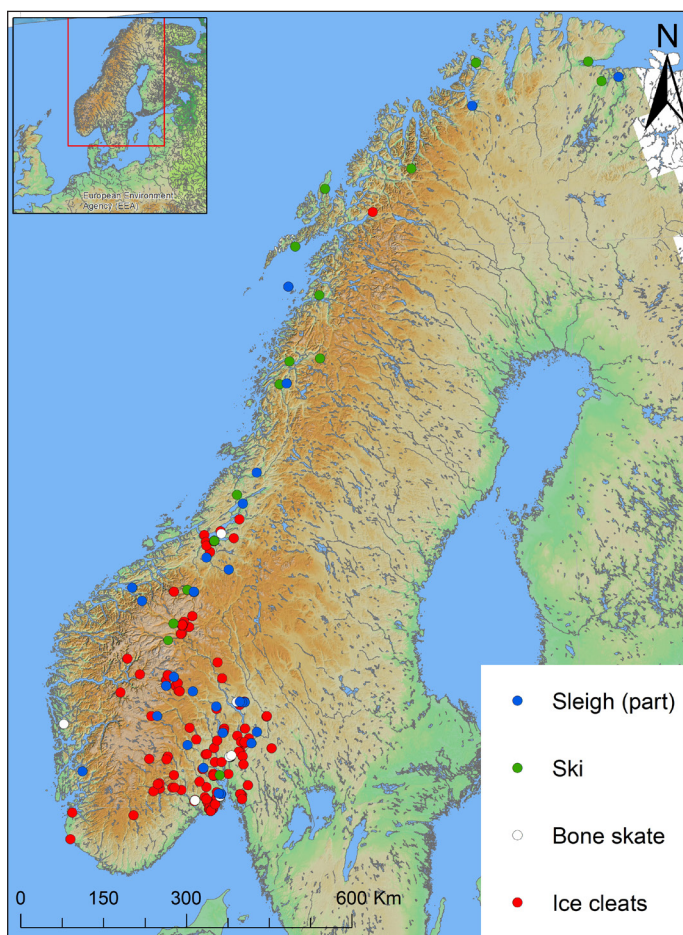 European Environment
Agency (EEA)
N
Sleigh (part)
Ski
Bone skate
Ice cleats
0 150 300 600 Km